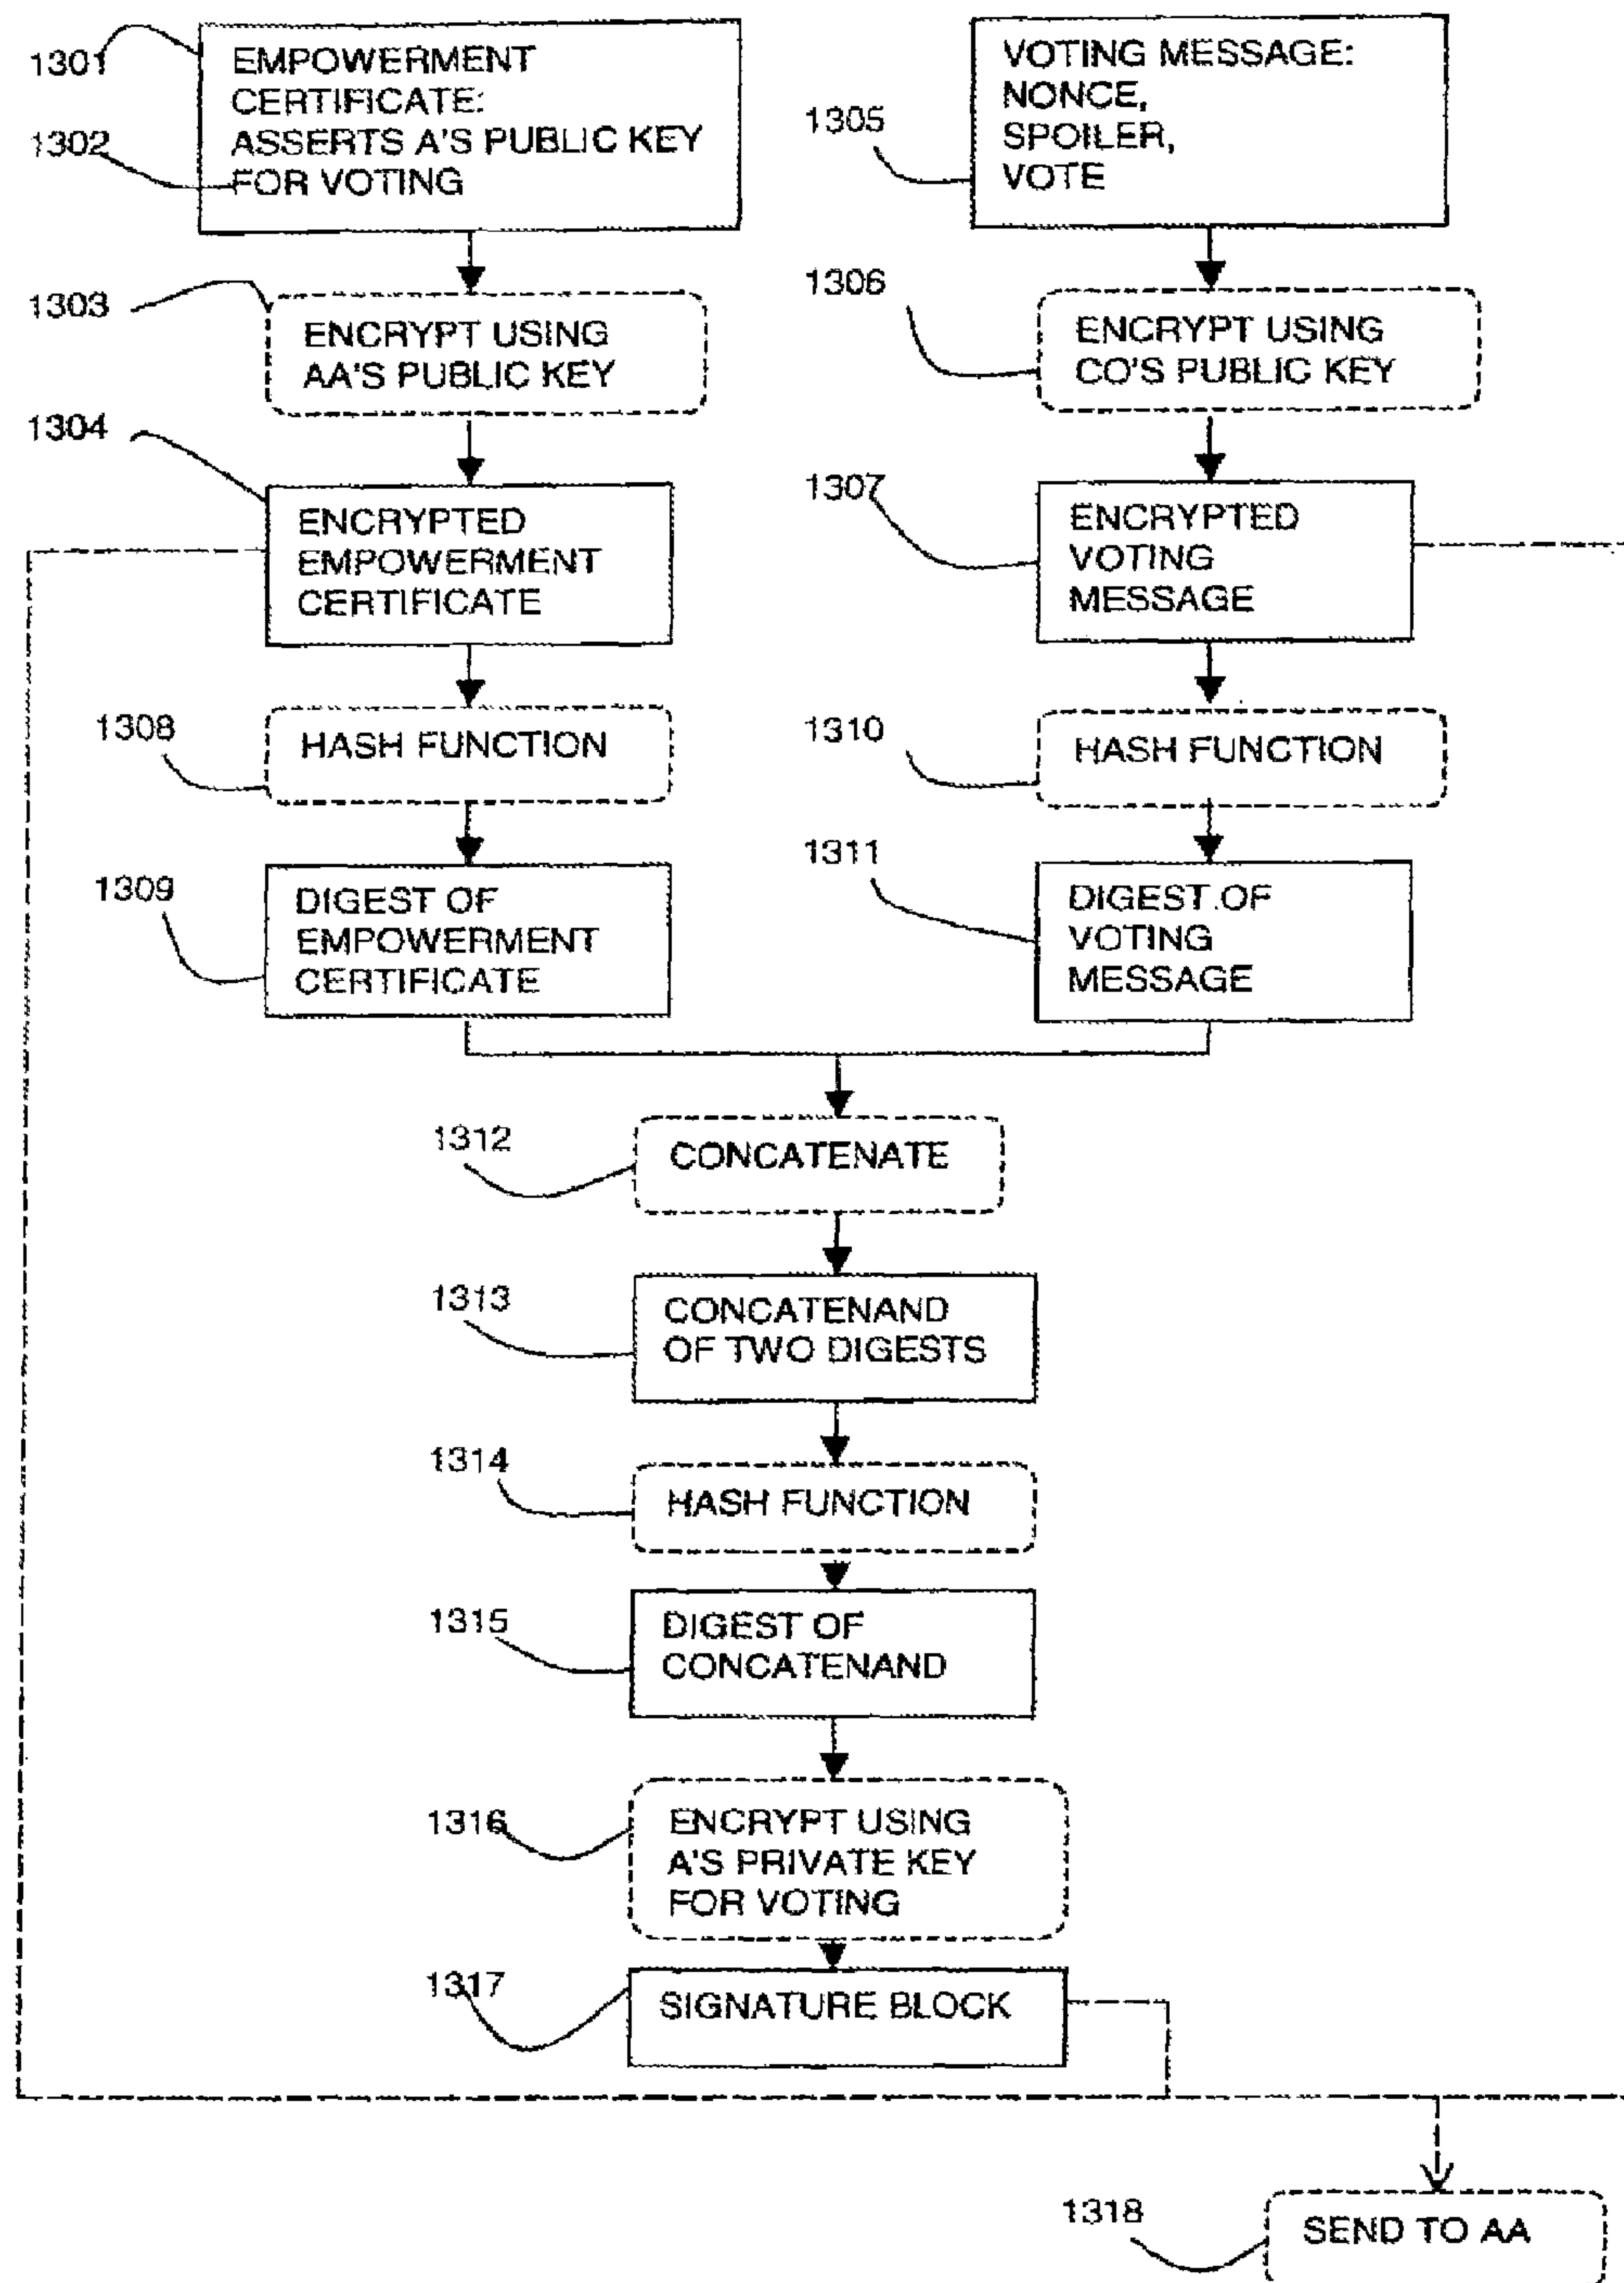 1301
EMPOWERMENT
CERTIFICATE:
ASSERTS A'S PUBLIC KEY
FOR VOTING
1302
VOTING MESSAGE:
NONCE,
SPOILER,
VOTE
1305
1303
ENCRYPT USING
AA'S PUBLIC KEY
1306
ENCRYPT USING
CO'S PUBLIC KEY
1304
ENCRYPTED
EMPOWERMENT
CERTIFICATE
1307
ENCRYPTED
VOTING
MESSAGE
1308
HASH FUNCTION
1310
HASH FUNCTION
1309
DIGEST OF
EMPOWERMENT
CERTIFICATE
1311
DIGEST OF
VOTING
MESSAGE
1312
CONCATENATE
1313
CONCATENAND
OF TWO DIGESTS
1314
HASH FUNCTION
1315
DIGEST OF
CONCATENAND
1316
ENCRYPT USING
A'S PRIVATE KEY
FOR VOTING
1317
SIGNATURE BLOCK
1318
SEND TO AA